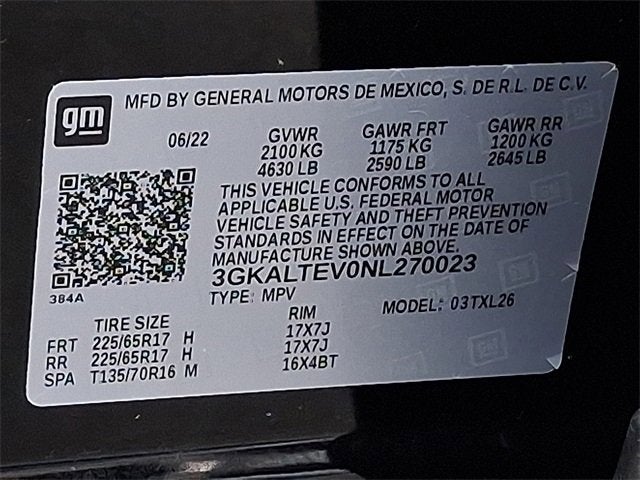 gm MFD BY GENERAL MOTORS DE MEXICO, S. DE R.L. DE C.V.
06/22 GVWR GAWR FRT GAWR RR
2100 KG 1175 KG 1200 KG
4630 LB 2590 LB 2645 LB
THIS VEHICLE CONFORMS TO ALL
APPLICABLE U.S. FEDERAL MOTOR
VEHICLE SAFETY AND THEFT PREVENTION
STANDARDS IN EFFECT ON THE DATE OF
MANUFACTURE SHOWN ABOVE.
3GKALTEV0NL270023
384A
TYPE: MPV MODEL: 03TXL26
TIRE SIZE RIM
FRT 225/65R17 H 17X7J
RR 225/65R17 H 17X7J
SPA T135/70R16 M 16X4BT